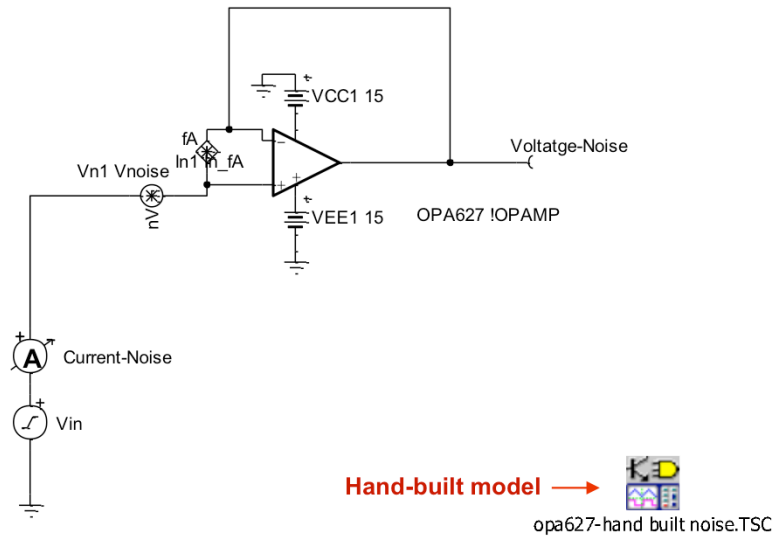 VCC1 15
fA
In1 In_fA
Voltatge-Noise
Vn1 Vnoise
nV
VEE1 15
OPA627 !OPAMP
A
Current-Noise
Vin
Hand-built model
opa627-hand built noise.TSC